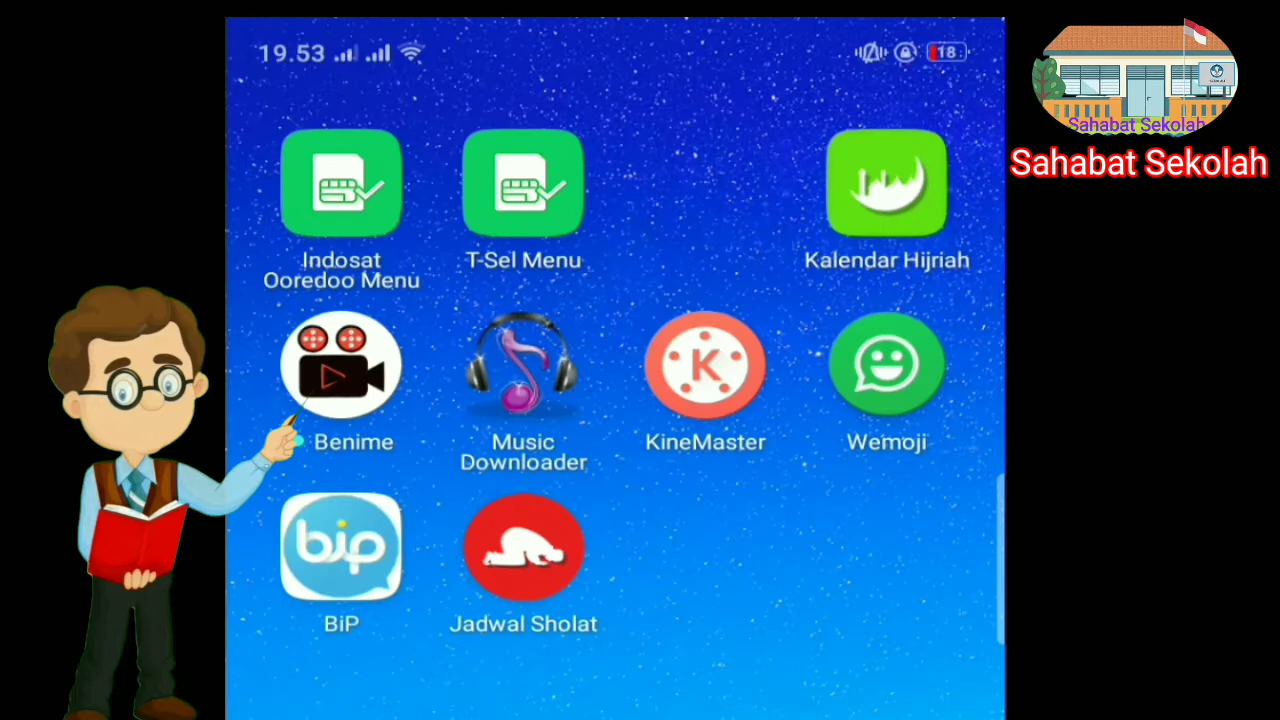 19.53
18
Sahabat Sekolah
Sahabat Sekolah
Indosat
Ooredoo Menu
T-Sel Menu
Kalendar Hijriah
Benime
Music
Downloader
K
KineMaster
Wemoji
bip
BiP
Jadwal Sholat